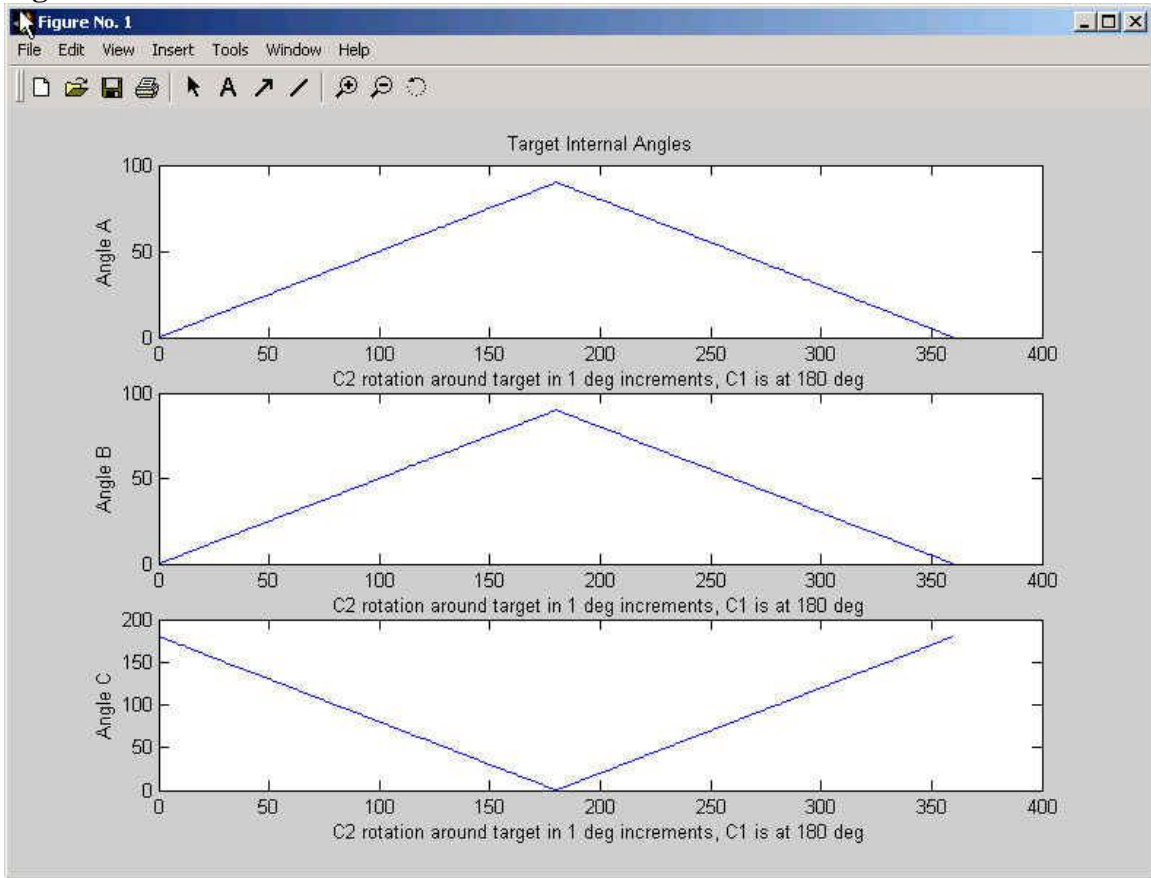 Figure No. 1
File Edit View Insert Tools Window Help
A
Target Internal Angles
100
50
0
Angle A
0 50 100 150 200 250 300 350 400
C2 rotation around target in 1 deg increments, C1 is at 180 deg
100
50
0
Angle B
0 50 100 150 200 250 300 350 400
C2 rotation around target in 1 deg increments, C1 is at 180 deg
200
150
100
50
0
Angle C
0 50 100 150 200 250 300 350 400
C2 rotation around target in 1 deg increments, C1 is at 180 deg